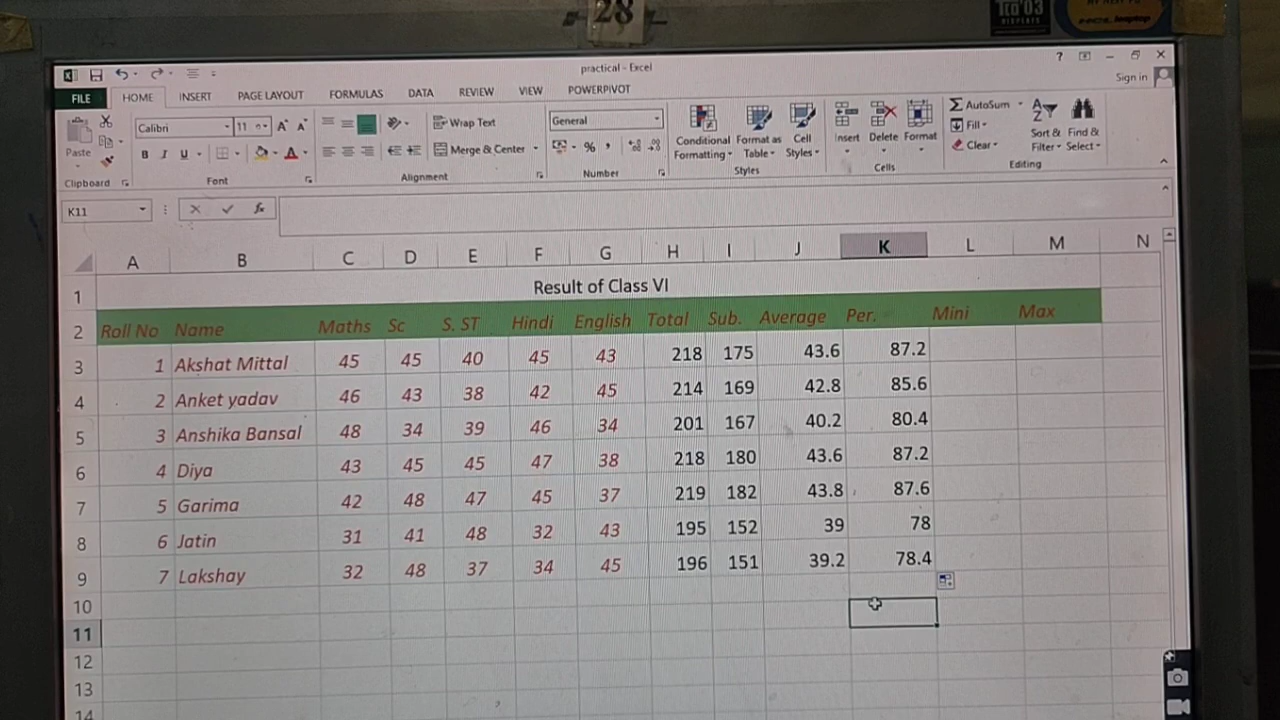 28
practical - Excel
? 
Sign in
FILE HOME INSERT PAGE LAYOUT FORMULAS DATA REVIEW VIEW POWERPIVOT
Calibri 11 A A Wrap Text General AutoSum
Paste B I U A Merge & Center % , Conditional Formatting Format as Table Cell Styles Insert Delete Format Fill Clear Sort & Filter Find & Select
Clipboard Font Alignment Number Styles Cells Editing
K11 fx
A B C D E F G H I J K L M N
1 Result of Class VI
2 Roll No Name Maths Sc S. ST Hindi English Total Sub. Average Per. Mini Max
3 1 Akshat Mittal 45 45 40 45 43 218 175 43.6 87.2
4 2 Anket yadav 46 43 38 42 45 214 169 42.8 85.6
5 3 Anshika Bansal 48 34 39 46 34 201 167 40.2 80.4
6 4 Diya 43 45 45 47 38 218 180 43.6 87.2
7 5 Garima 42 48 47 45 37 219 182 43.8 87.6
8 6 Jatin 31 41 48 32 43 195 152 39 78
9 7 Lakshay 32 48 37 34 45 196 151 39.2 78.4
10
11
12
13
14